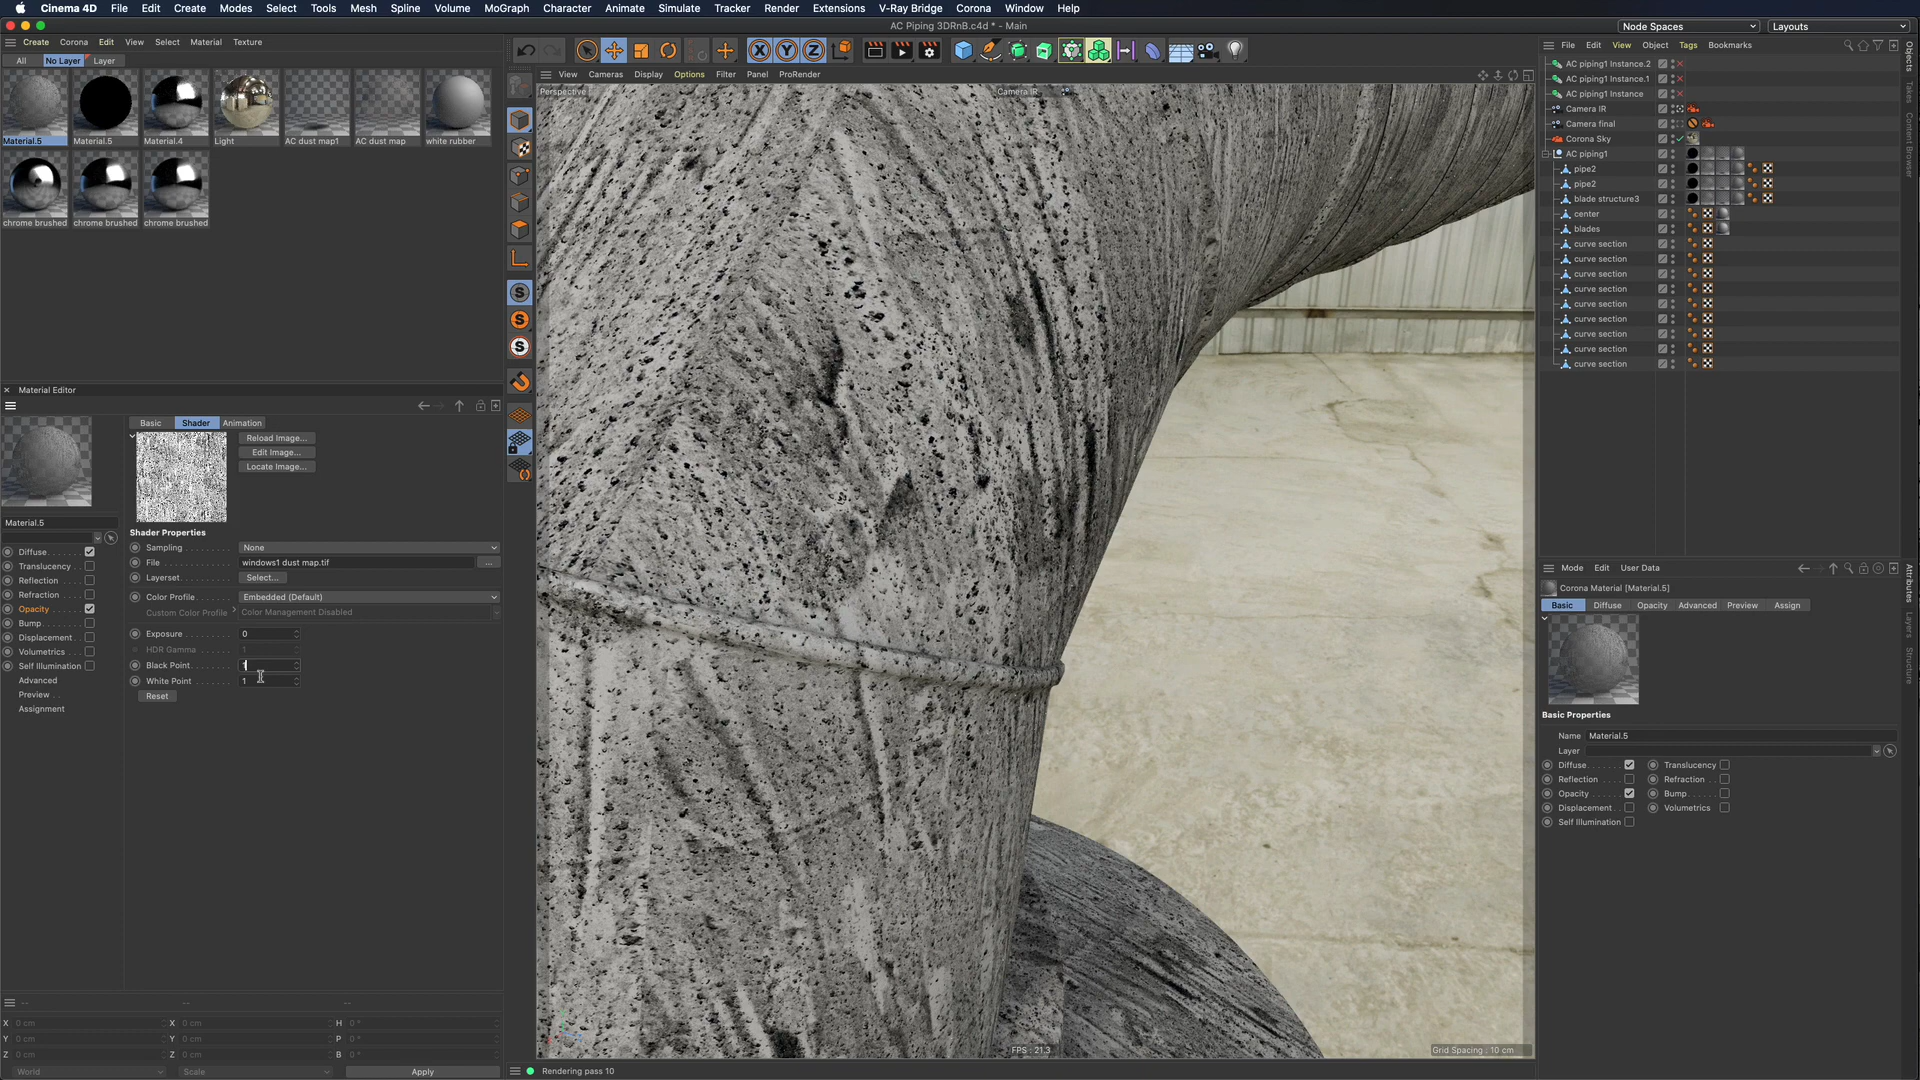 Cinema 4D File Edit Create Modes Select Tools Mesh Spline Volume MoGraph Character Animate Simulate Tracker Render Extensions V-Ray Bridge Corona Window Help
AC Piping 3DRnB.c4d * - Main
Node Spaces
Layouts
Create Corona Edit View Select Material Texture
All No Layer Layer
Material.5 Material.5 Material.4 Light AC dust map1 AC dust map white rubber
chrome brushed chrome brushed chrome brushed
Material Editor
Basic Shader Animation
Reload Image...
Edit Image...
Locate Image...
Material.5
Shader Properties
Sampling None
File windows1 dust map.tif ...
Layerset Select...
Color Profile Embedded (Default)
Custom Color Profile Color Management Disabled
Exposure 0
HDR Gamma 1
Black Point 1
White Point 1
Reset
Diffuse
Translucency
Reflection
Refraction
Opacity
Bump
Displacement
Volumetrics
Self Illumination
Advanced
Preview
Assignment
-- -- --
X 0 cm X 0 cm H 0 °
Y 0 cm Y 0 cm P 0 °
Z 0 cm Z 0 cm B 0 °
World Scale Apply
X Y Z
S
S
S
View Cameras Display Options Filter Panel ProRender
Perspective
Camera IR
FPS : 21.3
Grid Spacing : 10 cm
Rendering pass 10
File Edit View Object Tags Bookmarks
AC piping1 Instance.2
AC piping1 Instance.1
AC piping1 Instance
Camera IR
Camera final
Corona Sky
AC piping1
pipe2
pipe2
blade structure3
center
blades
curve section
curve section
curve section
curve section
curve section
curve section
curve section
curve section
curve section
Objects
Takes
Content Browser
Mode Edit User Data
Corona Material [Material.5]
Basic Diffuse Opacity Advanced Preview Assign
Basic Properties
Name Material.5
Layer
Diffuse Translucency
Reflection Refraction
Opacity Bump
Displacement Volumetrics
Self Illumination
Attributes
Layers
Structure